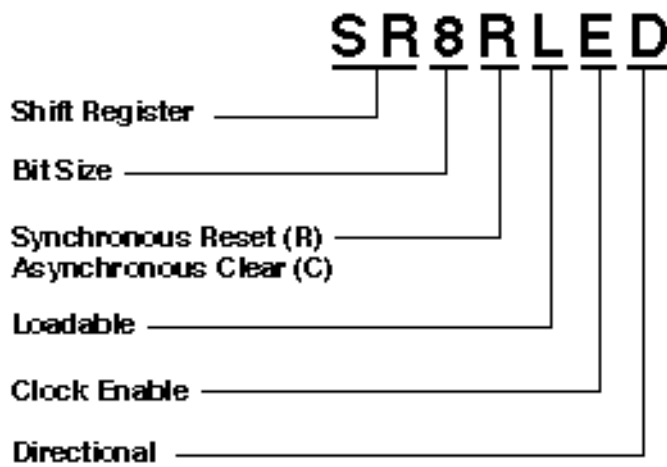 SR8RLED
Shift Register
Bit Size
Synchronous Reset (R)
Asynchronous Clear (C)
Loadable
Clock Enable
Directional